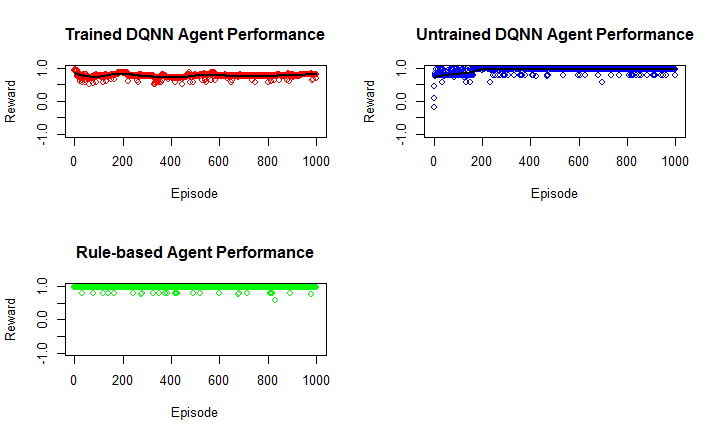 Trained DQNN Agent Performance
Reward
1.0
0.0
-1.0
0 200 400 600 800 1000
Episode
Untrained DQNN Agent Performance
Reward
1.0
0.0
-1.0
0 200 400 600 800 1000
Episode
Rule-based Agent Performance
Reward
1.0
0.0
-1.0
0 200 400 600 800 1000
Episode